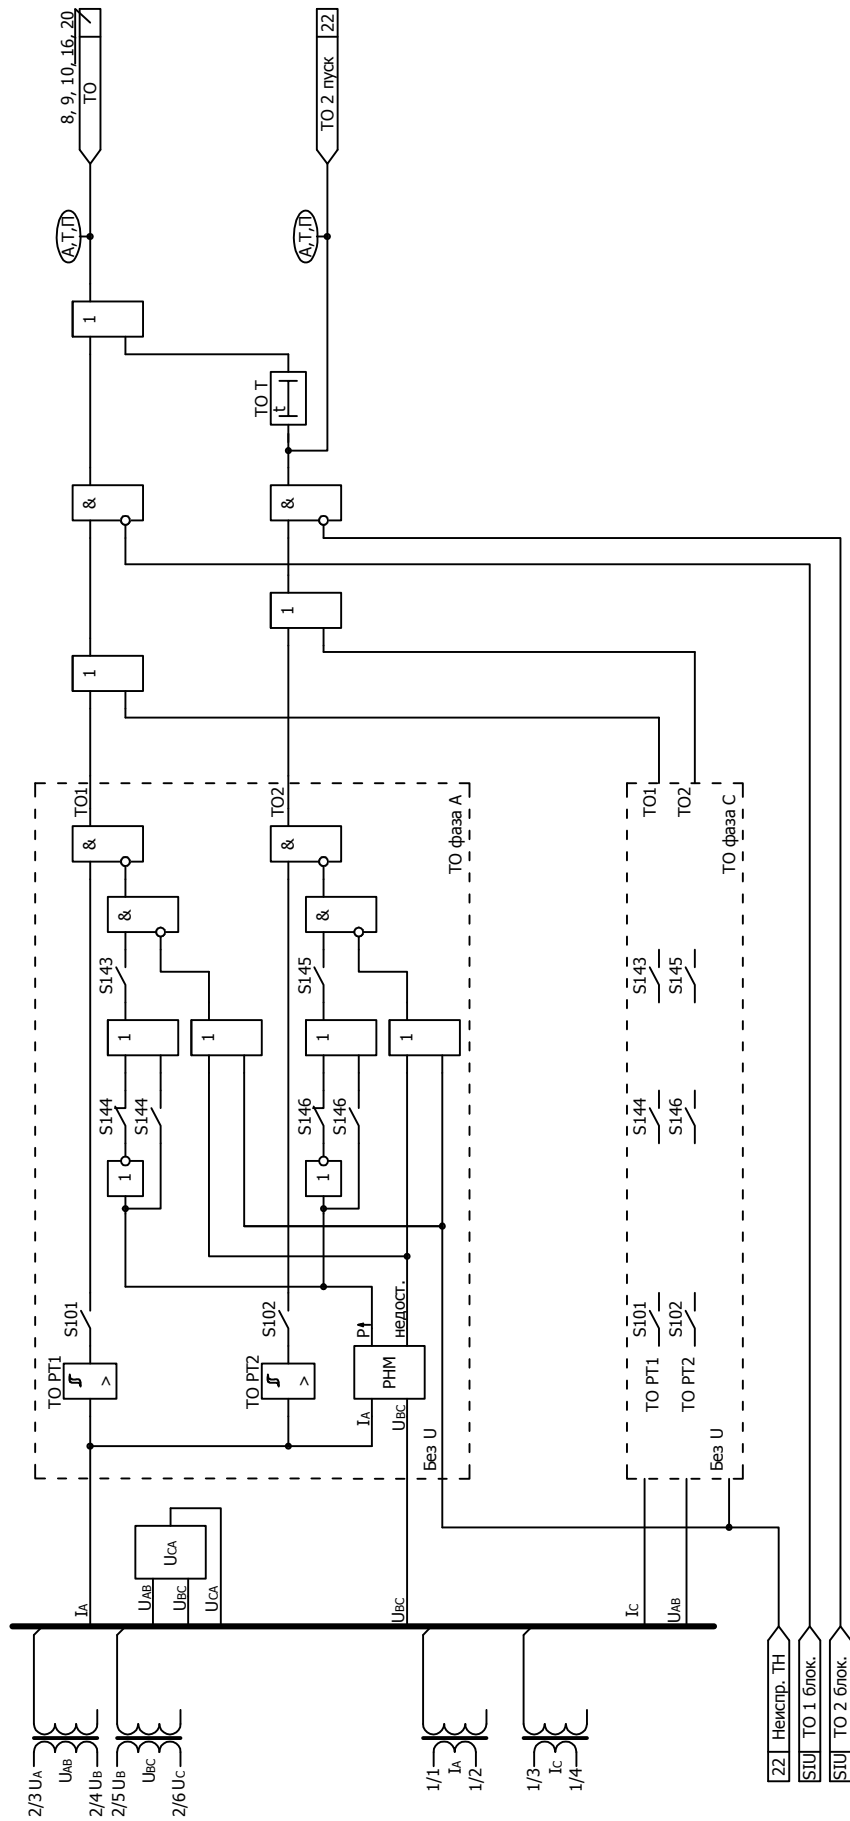 2/3 UA
UAB
2/4 UB
2/5 UB
UBC
2/6 UC
1/1
IA
1/2
1/3
IC
1/4
22 Неиспр. ТН
SIU ТО 1 блок.
SIU ТО 2 блок.
IA
UAB
UBC
UCA
UCA
UBC
IC
UAB
ТО РТ1
>
S101
ТО РТ2
>
S102
IA
UBC
РНМ
P
недост.
Без U
1
S144
S144
1
S143
&
1
&
ТО1
1
S146
S146
1
S145
&
1
&
ТО2
ТО фаза А
Без U
ТО РТ1
S101
S144
S143
ТО1
ТО РТ2
S102
S146
S145
ТО2
ТО фаза С
1
&
1
1
&
ТО Т
t
А,Т,П
ТО
8, 9, 10, 16, 20
А,Т,П
ТО 2 пуск 22